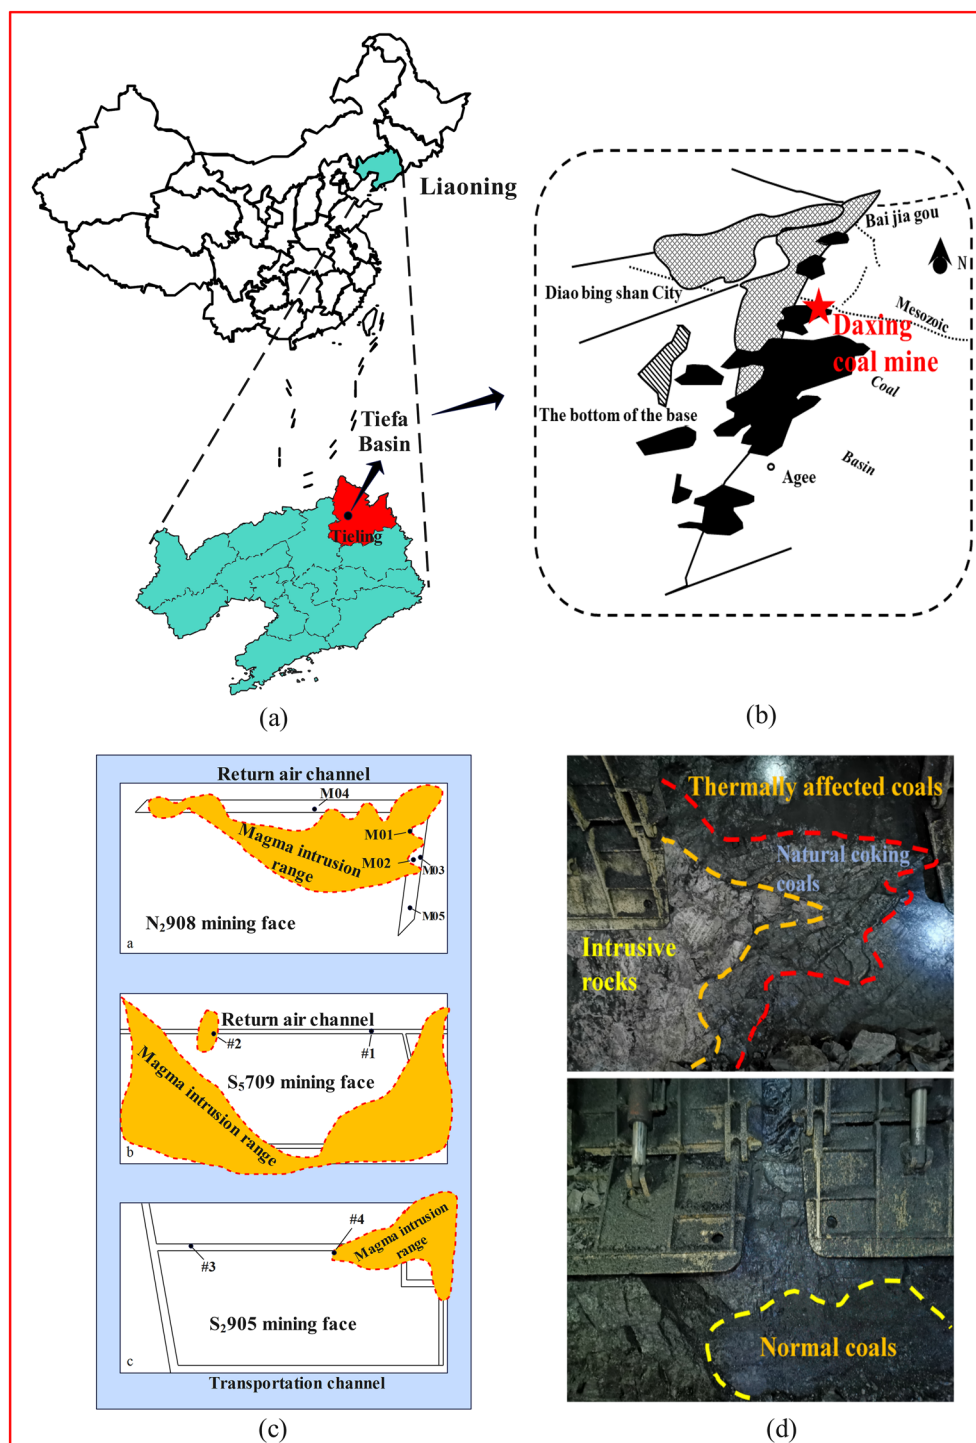 Liaoning
Tiefa
Basin
Tieling
(a)
Bai jia gou
N
Diao bing shan City
Mesozoic
Daxing
coal mine
Coal
The bottom of the base
Basin
Agee
(b)
Return air channel
M04
M01
Magma intrusion
range
M02
M03
M05
N₂908 mining face
a
Return air channel
#2
#1
S₅709 mining face
Magma intrusion range
b
#4
Magma intrusion
range
#3
S₂905 mining face
c
Transportation channel
(c)
Thermally affected coals
Natural coking
coals
Intrusive
rocks
Normal coals
(d)